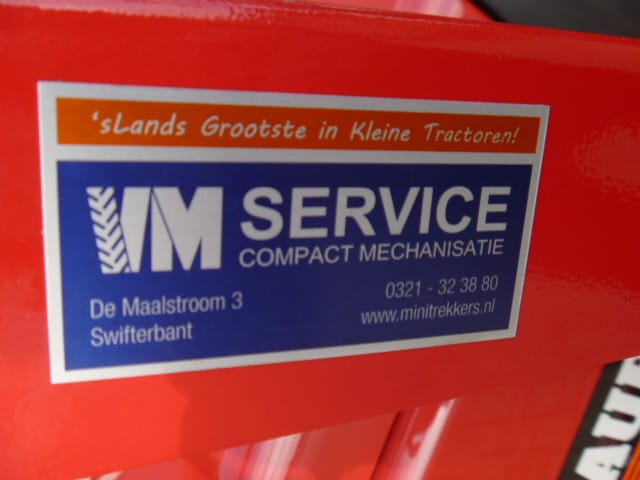 'sLands Grootste in Kleine Tractoren!
VM SERVICE
COMPACT MECHANISATIE
De Maalstroom 3
Swifterbant
0321 - 32 38 80
www.minitrekkers.nl